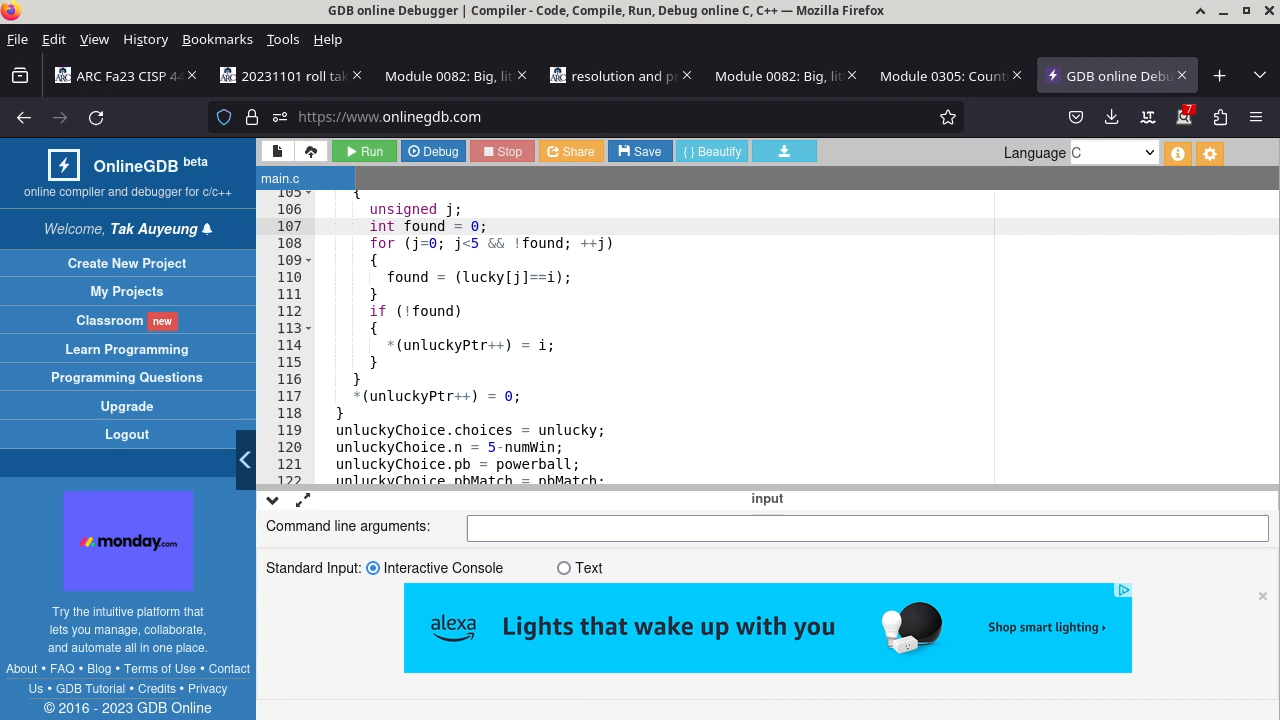 GDB online Debugger | Compiler - Code, Compile, Run, Debug online C, C++ — Mozilla Firefox
File Edit View History Bookmarks Tools Help
ARC Fa23 CISP 44
20231101 roll tak
Module 0082: Big, lit
resolution and pr
Module 0082: Big, lit
Module 0305: Count
GDB online Debu
https://www.onlinegdb.com
7
OnlineGDB beta
online compiler and debugger for c/c++
Welcome, Tak Auyeung
Create New Project
My Projects
Classroom new
Learn Programming
Programming Questions
Upgrade
Logout
monday.com
Try the intuitive platform that
lets you manage, collaborate,
and automate all in one place.
About • FAQ • Blog • Terms of Use • Contact
Us • GDB Tutorial • Credits • Privacy
© 2016 - 2023 GDB Online
Run Debug Stop Share Save { } Beautify
Language C
main.c
105 {
106 unsigned j;
107 int found = 0;
108 for (j=0; j<5 && !found; ++j)
109 {
110 found = (lucky[j]==i);
111 }
112 if (!found)
113 {
114 *(unluckyPtr++) = i;
115 }
116 }
117 *(unluckyPtr++) = 0;
118 }
119 unluckyChoice.choices = unlucky;
120 unluckyChoice.n = 5-numWin;
121 unluckyChoice.pb = powerball;
122 unluckyChoice.pbMatch = pbMatch;
input
Command line arguments:
Standard Input: Interactive Console Text
alexa
Lights that wake up with you
Shop smart lighting